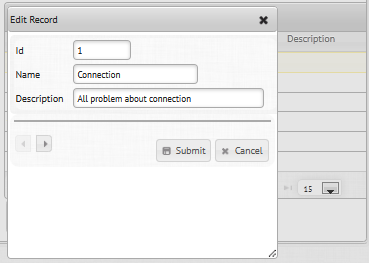 Edit Record
Description
Id 1
Name Connection
Description All problem about connection
Submit Cancel
15